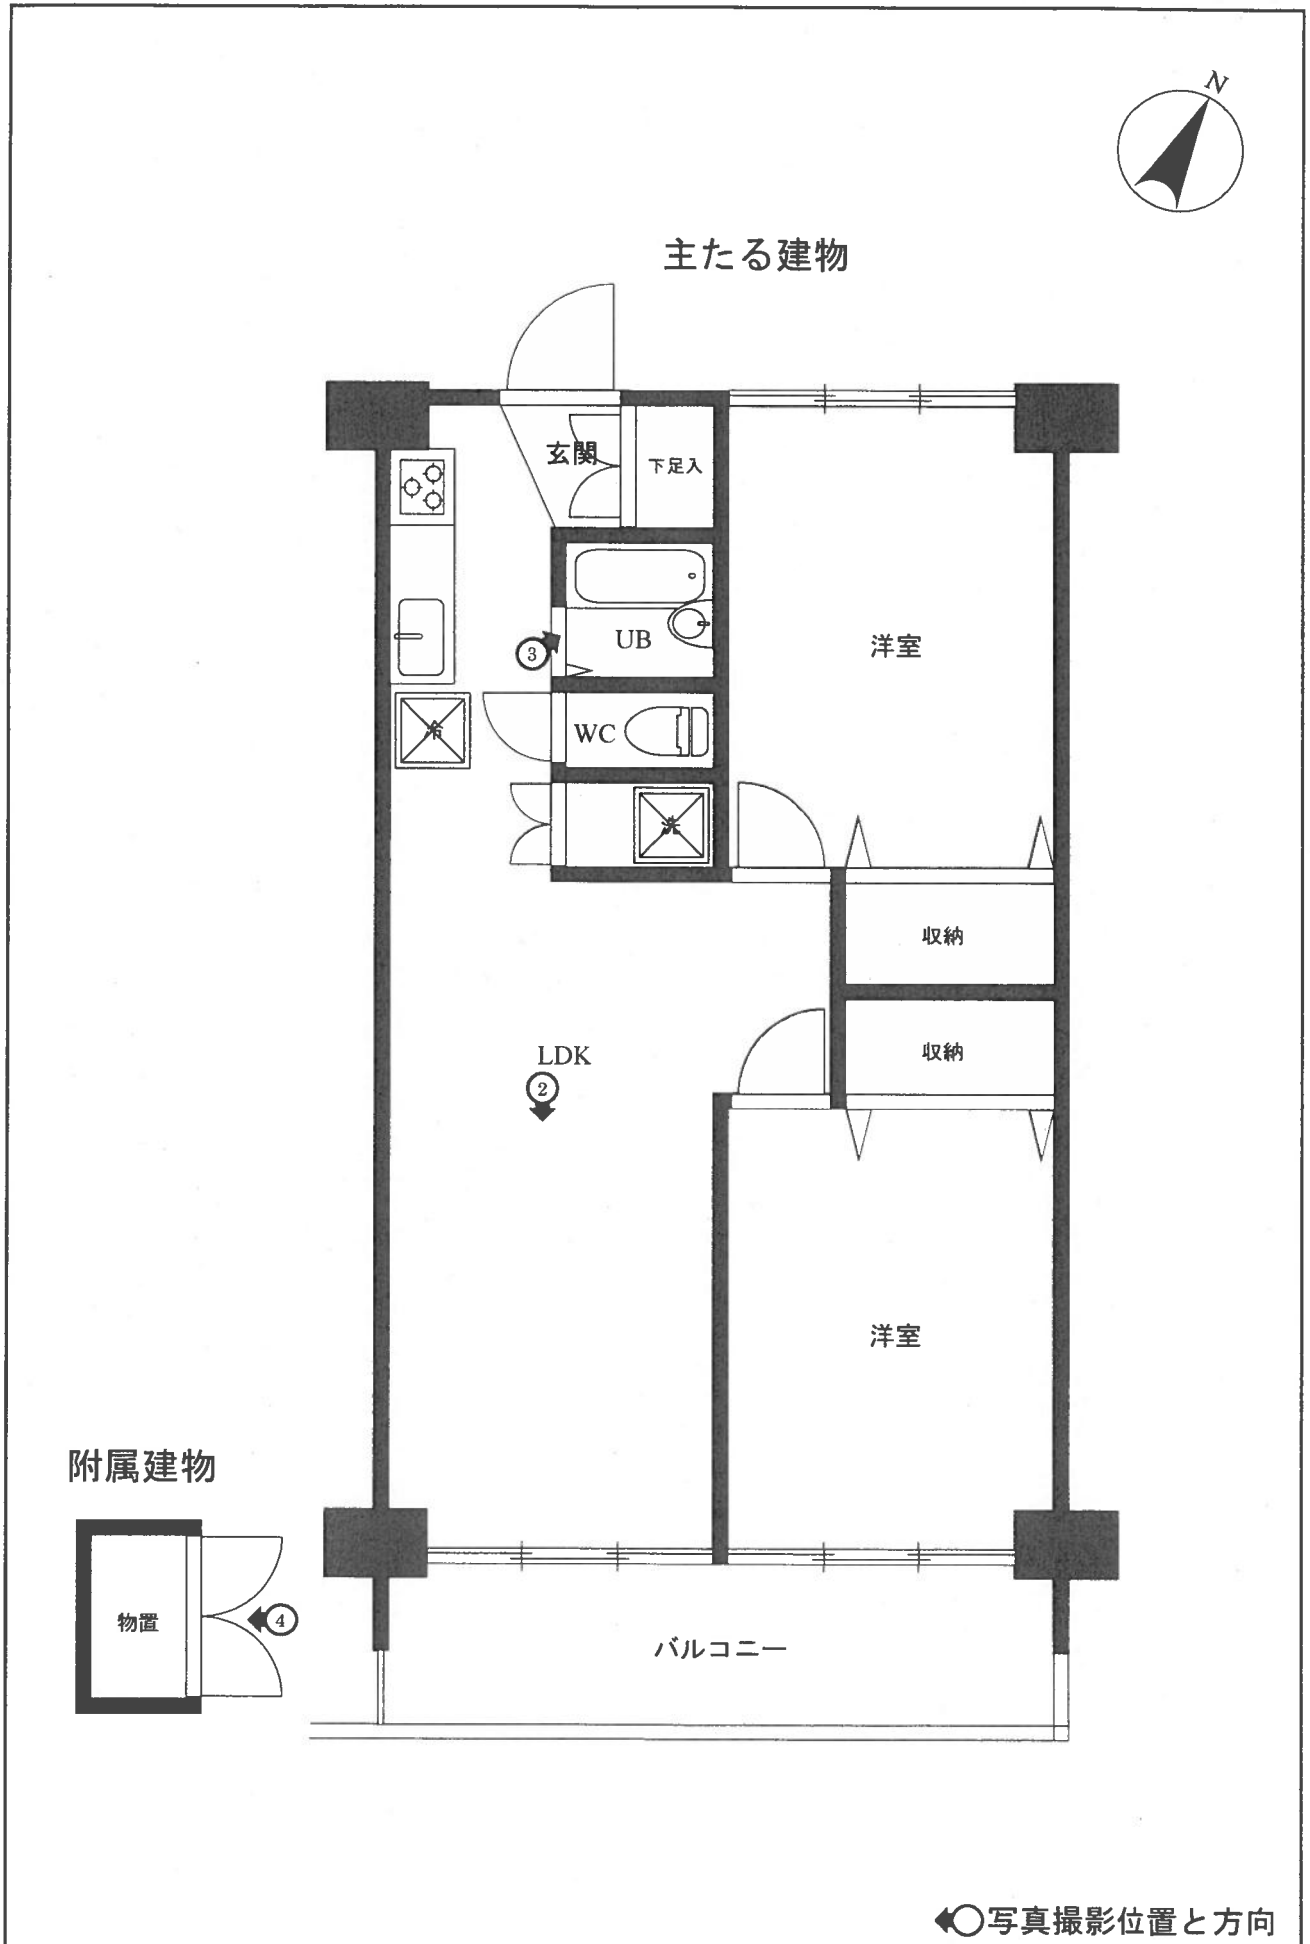 N
主たる建物
玄関
下足入
UB
洋室
3
冷
WC
洗
収納
収納
LDK
2
洋室
附属建物
物置
4
バルコニー
写真撮影位置と方向